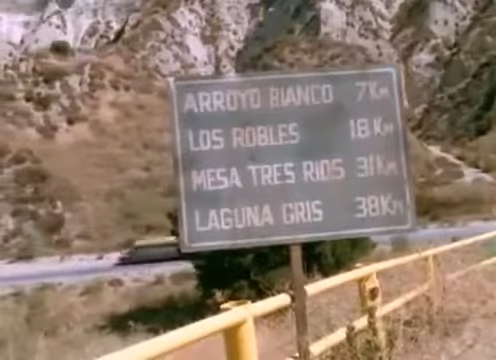 ARROYO BLANCO 7Km
LOS ROBLES 18Km
MESA TRES RIOS 31Km
LAGUNA GRIS 38Km